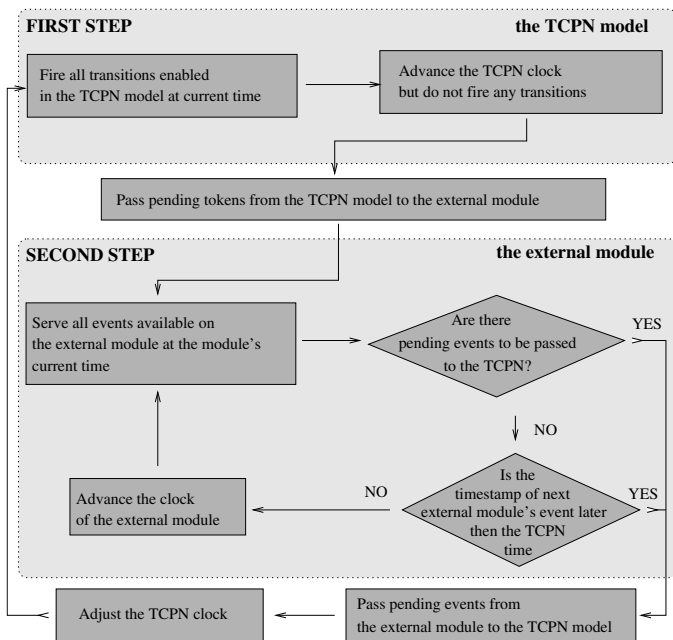 FIRST STEP
the TCPN model
Fire all transitions enabled
in the TCPN model at current time
Advance the TCPN clock
but do not fire any transitions
Pass pending tokens from the TCPN model to the external module
SECOND STEP
the external module
Serve all events available on
the external module at the module's
current time
Are there
pending events to be passed
to the TCPN?
YES
NO
Is the
timestamp of next
external module's event later
then the TCPN
time
YES
NO
Advance the clock
of the external module
Adjust the TCPN clock
Pass pending events from
the external module to the TCPN model